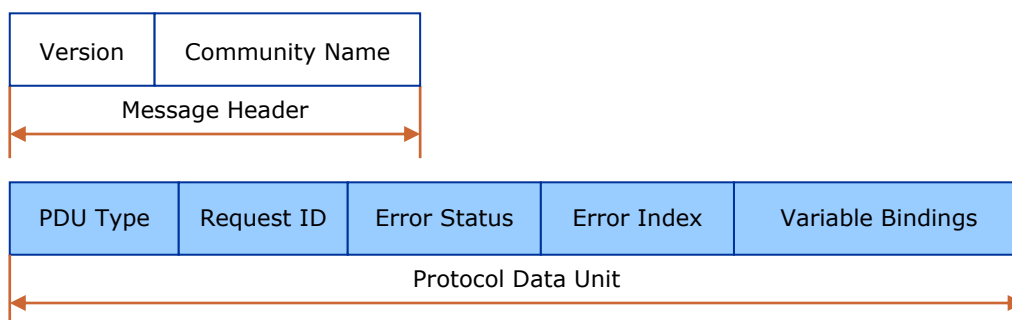 Version Community Name
Message Header
PDU Type Request ID Error Status Error Index Variable Bindings
Protocol Data Unit